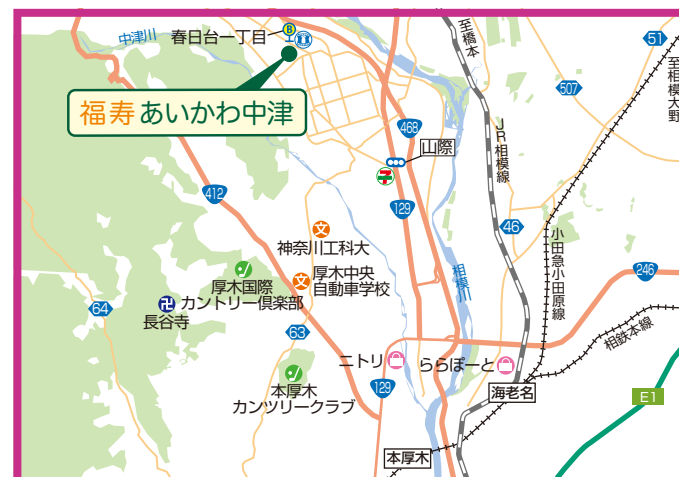 中津川
春日台一丁目
B
至橋本
51
至相模大野
507
福寿 あいかわ中津
468
山際
7
JR相模線
412
129
46
文
神奈川工科大
小田急小田原線
相模川
246
厚木国際
カントリー倶楽部
文
厚木中央
自動車学校
64
卍
長谷寺
63
相鉄本線
ニトリ
ららぽーと
129
本厚木
カンツリークラブ
海老名
E1
本厚木